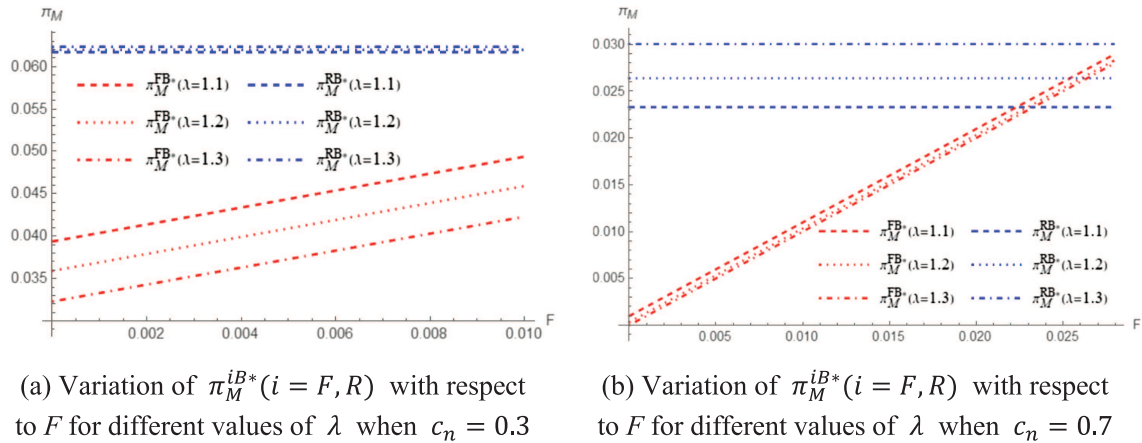 π_M
0.060
0.055
0.050
0.045
0.040
0.035
π_M^{FB*}(λ=1.1) π_M^{RB*}(λ=1.1)
π_M^{FB*}(λ=1.2) π_M^{RB*}(λ=1.2)
π_M^{FB*}(λ=1.3) π_M^{RB*}(λ=1.3)
0.002 0.004 0.006 0.008 0.010 F
(a) Variation of π_M^{iB*}(i = F, R) with respect
to F for different values of λ when c_n = 0.3
π_M
0.030
0.025
0.020
0.015
0.010
0.005
π_M^{FB*}(λ=1.1) π_M^{RB*}(λ=1.1)
π_M^{FB*}(λ=1.2) π_M^{RB*}(λ=1.2)
π_M^{FB*}(λ=1.3) π_M^{RB*}(λ=1.3)
0.005 0.010 0.015 0.020 0.025 F
(b) Variation of π_M^{iB*}(i = F, R) with respect
to F for different values of λ when c_n = 0.7